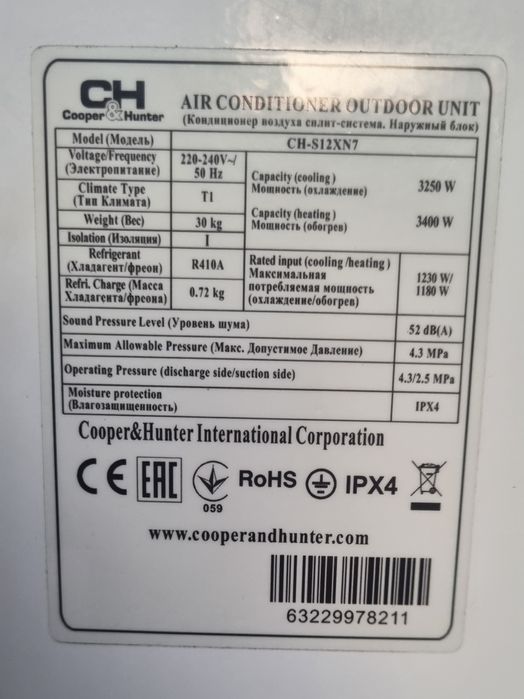 CH
Cooper&Hunter
AIR CONDITIONER OUTDOOR UNIT
(Кондиционер воздуха сплит-система. Наружный блок)
Model (Модель)
CH-S12XN7
Voltage/Frequency
(Электропитание)
220-240V~/
50 Hz
Capacity (cooling)
Мощность (охлаждение)
3250 W
Climate Type
(Тип Климата)
T1
Capacity (heating)
Мощность (обогрев)
3400 W
Weight (Вес)
30 kg
Isolation (Изоляция)
I
Refrigerant
(Хладагент/фреон)
R410A
Rated input (cooling /heating)
Максимальная
потребляемая мощность
(охлаждение/обогрев)
1230 W/
1180 W
Refri. Charge (Масса
Хладагента/фреона)
0.72 kg
Sound Pressure Level (Уровень шума)
52 dB(A)
Maximum Allowable Pressure (Макс. Допустимое Давление)
4.3 MPa
Operating Pressure (discharge side/suction side)
4.3/2.5 MPa
Moisture protection
(Влагозащищенность)
IPX4
Cooper&Hunter International Corporation
CE EAC 059 RoHS IPX4
www.cooperandhunter.com
63229978211